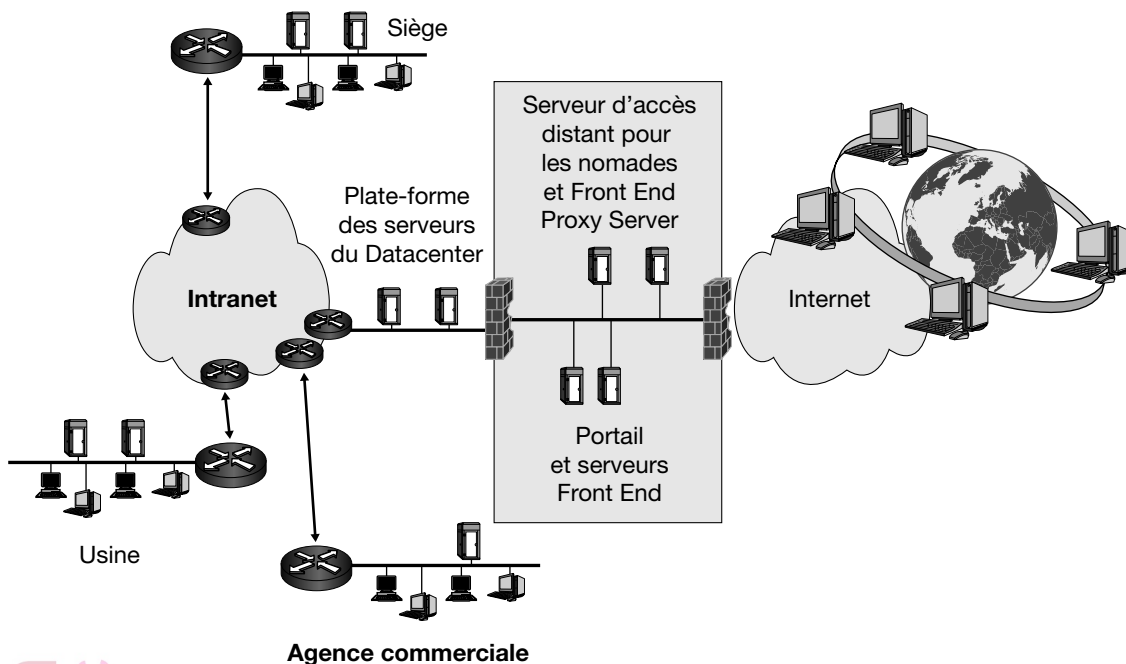 Siège
Serveur d'accès
distant pour
les nomades
et Front End
Proxy Server
Plate-forme
des serveurs
du Datacenter
Intranet
Internet
Portail
et serveurs
Front End
Usine
Agence commerciale